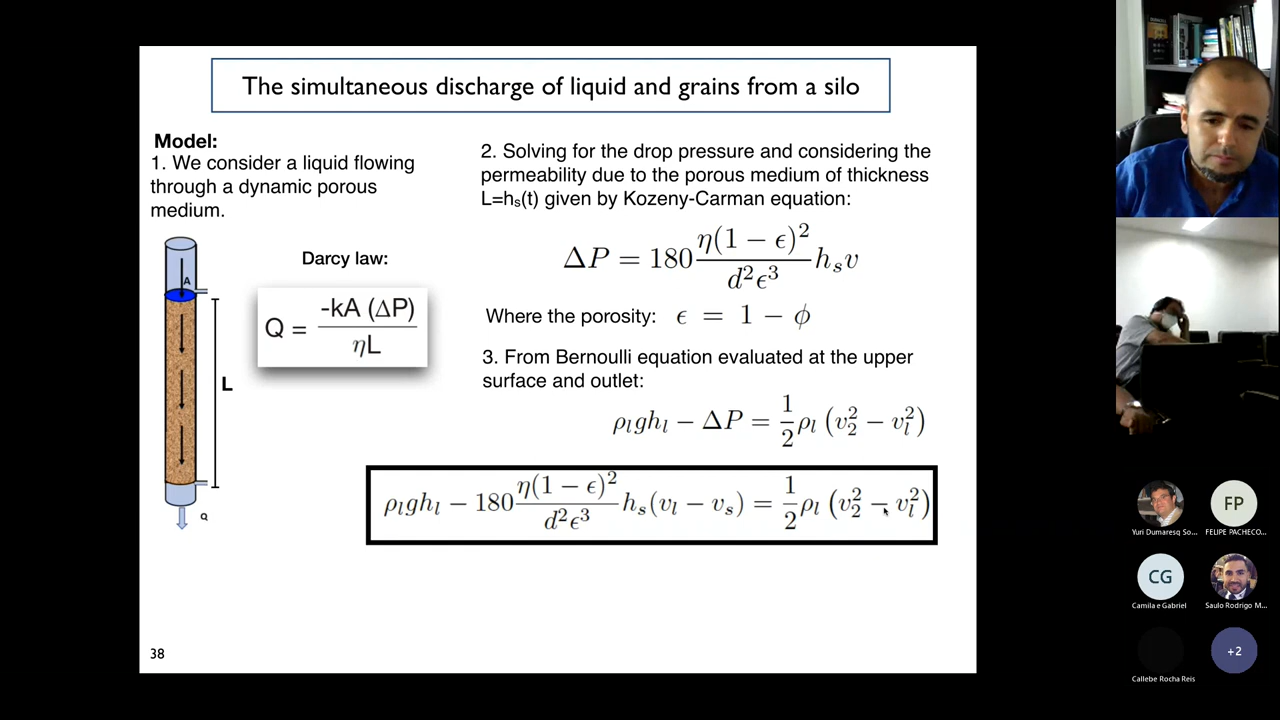 The simultaneous discharge of liquid and grains from a silo
Model:
1. We consider a liquid flowing
through a dynamic porous
medium.
A
L
Q
Darcy law:
Q = -kA (ΔP) / ηL
2. Solving for the drop pressure and considering the
permeability due to the porous medium of thickness
L=hₛ(t) given by Kozeny-Carman equation:
ΔP = 180 η(1 − ϵ)² / d²ϵ³ hₛv
Where the porosity: ϵ = 1 − ϕ
3. From Bernoulli equation evaluated at the upper
surface and outlet:
ρₗghₗ − ΔP = 1/2 ρₗ (v₂² − vₗ²)
ρₗghₗ − 180 η(1 − ϵ)² / d²ϵ³ hₛ(vₗ − vₛ) = 1/2 ρₗ (v₂² − vₗ²)
38
Yuri Dumaresq So...
FP
FELIPE PACHECO...
CG
Camila e Gabriel
Saulo Rodrigo M...
Callebe Rocha Reis
+2